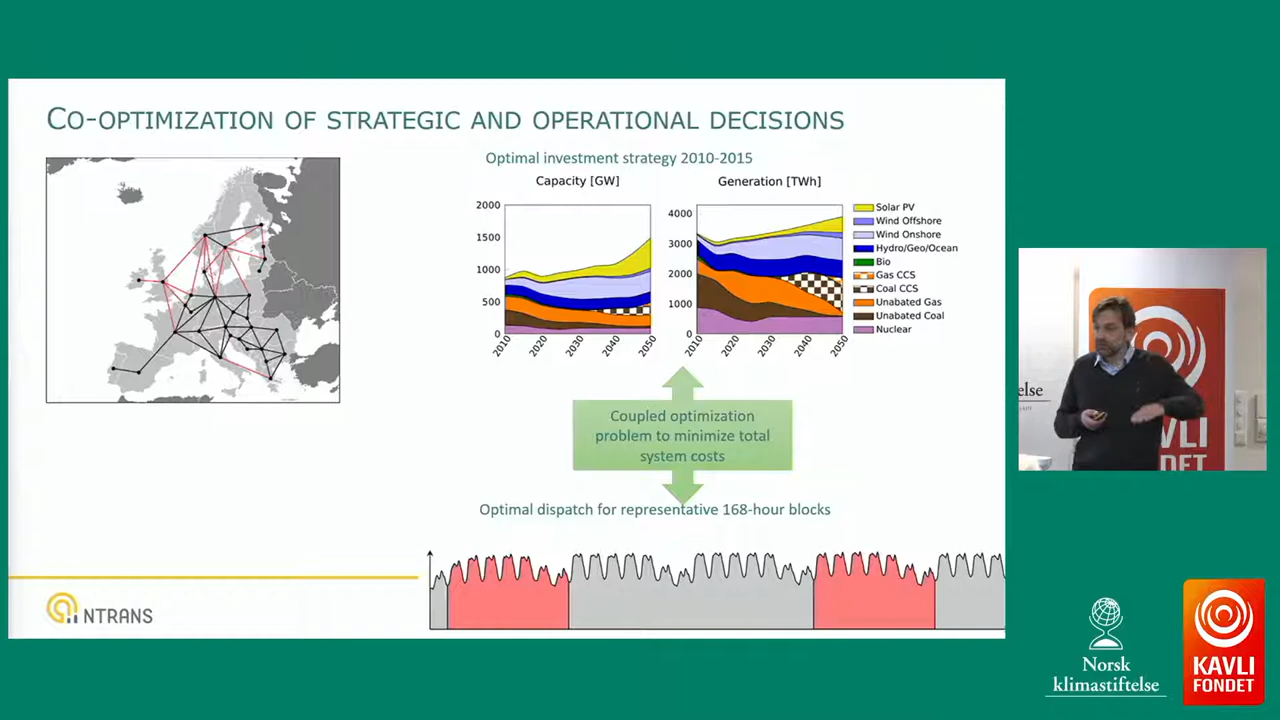 CO-OPTIMIZATION OF STRATEGIC AND OPERATIONAL DECISIONS
Optimal investment strategy 2010-2015
Capacity [GW]
2000
1500
1000
500
0
2010
2020
2030
2040
2050
Generation [TWh]
4000
3000
2000
1000
0
2010
2020
2030
2040
2050
Solar PV
Wind Offshore
Wind Onshore
Hydro/Geo/Ocean
Bio
Gas CCS
Coal CCS
Unabated Gas
Unabated Coal
Nuclear
Coupled optimization
problem to minimize total
system costs
Optimal dispatch for representative 168-hour blocks
NTRANS
else
VLI
DET
Norsk
klimastiftelse
KAVLI
FONDET